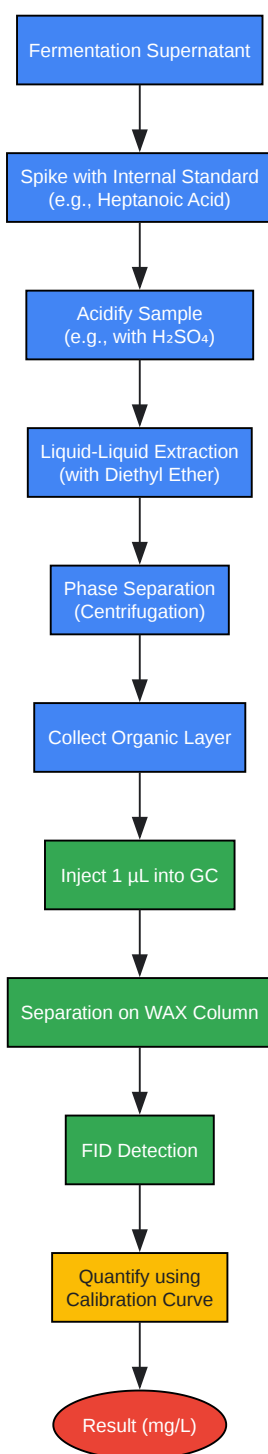 Fermentation Supernatant
Spike with Internal Standard
(e.g., Heptanoic Acid)
Acidify Sample
(e.g., with H₂SO₄)
Liquid-Liquid Extraction
(with Diethyl Ether)
Phase Separation
(Centrifugation)
Collect Organic Layer
Inject 1 µL into GC
Separation on WAX Column
FID Detection
Quantify using
Calibration Curve
Result (mg/L)